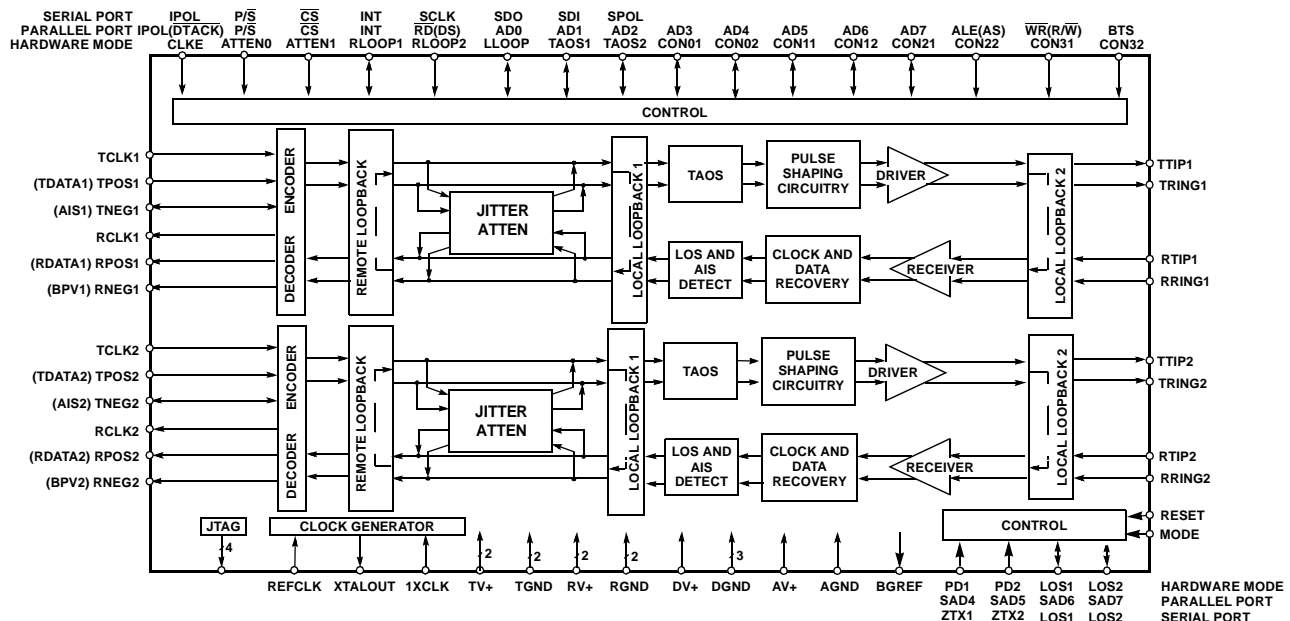 SERIAL PORT IPOL P/S CS INT SCLK SDO SDI SPOL AD3 AD4 AD5 AD6 AD7 ALE(AS) WR(R/W) BTS
PARALLEL PORT IPOL(DTACK) P/S CS INT RD(DS) AD0 AD1 AD2 CON01 CON02 CON11 CON12 CON21 CON22 CON31 CON32
HARDWARE MODE CLKE ATTEN0 ATTEN1 RLOOP1 RLOOP2 LLOOP TAOS1 TAOS2
CONTROL
TCLK1
(TDATA1) TPOS1
(AIS1) TNEG1
RCLK1
(RDATA1) RPOS1
(BPV1) RNEG1
ENCODER
DECODER
REMOTE LOOPBACK
JITTER
ATTEN
LOCAL LOOPBACK 1
TAOS
PULSE
SHAPING
CIRCUITRY
DRIVER
LOS AND
AIS
DETECT
CLOCK AND
DATA
RECOVERY
RECEIVER
LOCAL LOOPBACK 2
TTIP1
TRING1
RTIP1
RRING1
TCLK2
(TDATA2) TPOS2
(AIS2) TNEG2
RCLK2
(RDATA2) RPOS2
(BPV2) RNEG2
ENCODER
DECODER
REMOTE LOOPBACK
JITTER
ATTEN
LOCAL LOOPBACK 1
TAOS
PULSE
SHAPING
CIRCUITRY
DRIVER
LOS AND
AIS
DETECT
CLOCK AND
DATA
RECOVERY
RECEIVER
LOCAL LOOPBACK 2
TTIP2
TRING2
RTIP2
RRING2
JTAG
4
CLOCK GENERATOR
CONTROL
RESET
MODE
2 2 2 2 3
REFCLK XTALOUT 1XCLK TV+ TGND RV+ RGND DV+ DGND AV+ AGND BGREF PD1 PD2 LOS1 LOS2 HARDWARE MODE
SAD4 SAD5 SAD6 SAD7 PARALLEL PORT
ZTX1 ZTX2 LOS1 LOS2 SERIAL PORT